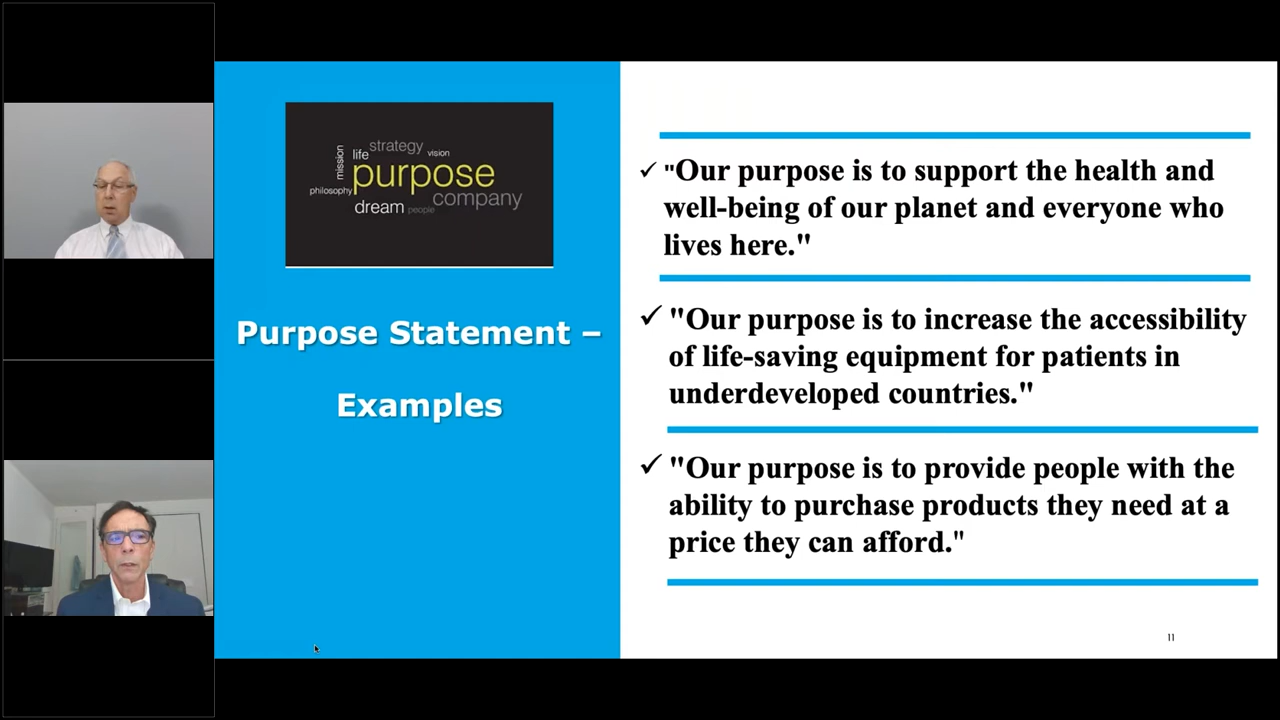 mission
life
strategy
vision
philosophy
purpose
dream
people
company
Purpose Statement –
Examples
✓ "Our purpose is to support the health and
well-being of our planet and everyone who
lives here."
✓ "Our purpose is to increase the accessibility
of life-saving equipment for patients in
underdeveloped countries."
✓ "Our purpose is to provide people with the
ability to purchase products they need at a
price they can afford."
11